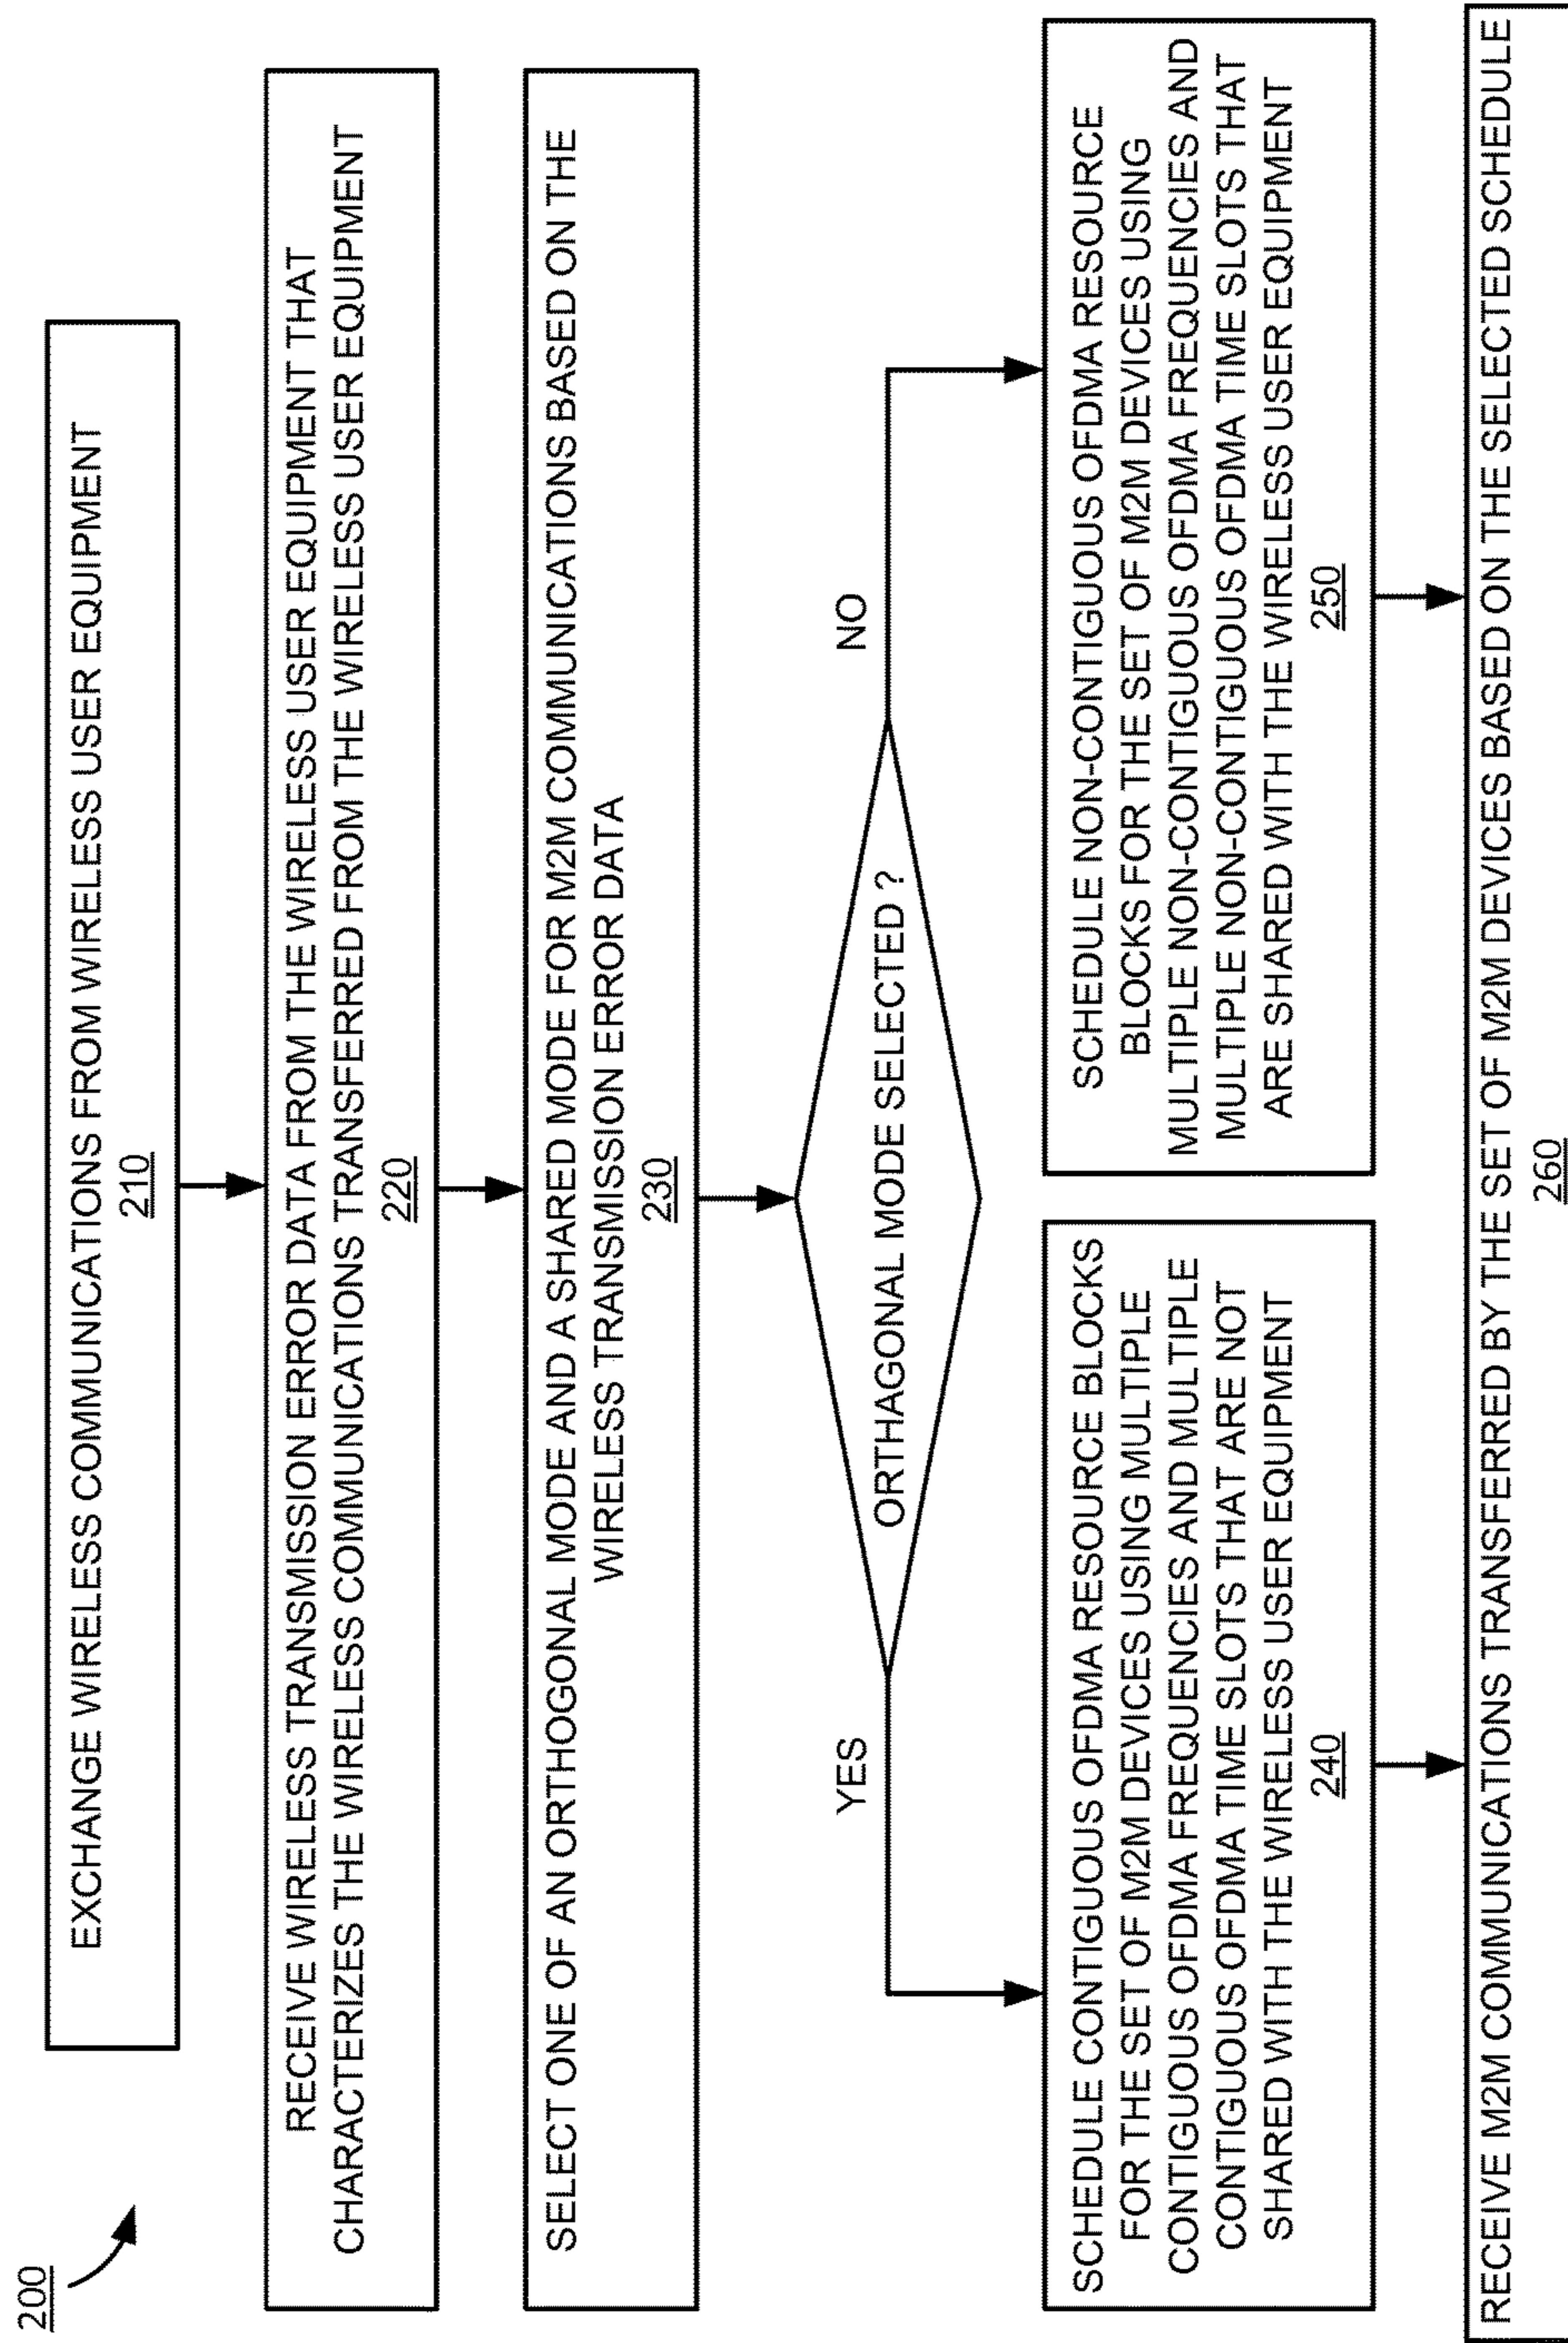 200
EXCHANGE WIRELESS COMMUNICATIONS FROM WIRELESS USER EQUIPMENT
210
RECEIVE WIRELESS TRANSMISSION ERROR DATA FROM THE WIRELESS USER EQUIPMENT THAT
CHARACTERIZES THE WIRELESS COMMUNICATIONS TRANSFERRED FROM THE WIRELESS USER EQUIPMENT
220
SELECT ONE OF AN ORTHOGONAL MODE AND A SHARED MODE FOR M2M COMMUNICATIONS BASED ON THE
WIRELESS TRANSMISSION ERROR DATA
230
ORTHAGONAL MODE SELECTED ?
YES
NO
SCHEDULE CONTIGUOUS OFDMA RESOURCE BLOCKS
FOR THE SET OF M2M DEVICES USING MULTIPLE
CONTIGUOUS OFDMA FREQUENCIES AND MULTIPLE
CONTIGUOUS OFDMA TIME SLOTS THAT ARE NOT
SHARED WITH THE WIRELESS USER EQUIPMENT
240
SCHEDULE NON-CONTIGUOUS OFDMA RESOURCE
BLOCKS FOR THE SET OF M2M DEVICES USING
MULTIPLE NON-CONTIGUOUS OFDMA FREQUENCIES AND
MULTIPLE NON-CONTIGUOUS OFDMA TIME SLOTS THAT
ARE SHARED WITH THE WIRELESS USER EQUIPMENT
250
RECEIVE M2M COMMUNICATIONS TRANSFERRED BY THE SET OF M2M DEVICES BASED ON THE SELECTED SCHEDULE
260